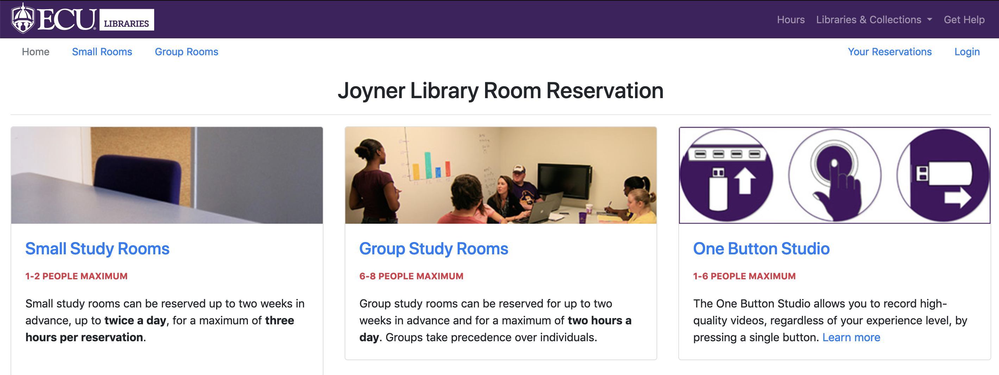 ECU LIBRARIES
Hours Libraries & Collections Get Help
Home Small Rooms Group Rooms Your Reservations Login
Joyner Library Room Reservation
Small Study Rooms
1-2 PEOPLE MAXIMUM
Small study rooms can be reserved up to two weeks in
advance, up to twice a day, for a maximum of three
hours per reservation.
Group Study Rooms
6-8 PEOPLE MAXIMUM
Group study rooms can be reserved for up to two
weeks in advance and for a maximum of two hours a
day. Groups take precedence over individuals.
One Button Studio
1-6 PEOPLE MAXIMUM
The One Button Studio allows you to record high-
quality videos, regardless of your experience level, by
pressing a single button. Learn more